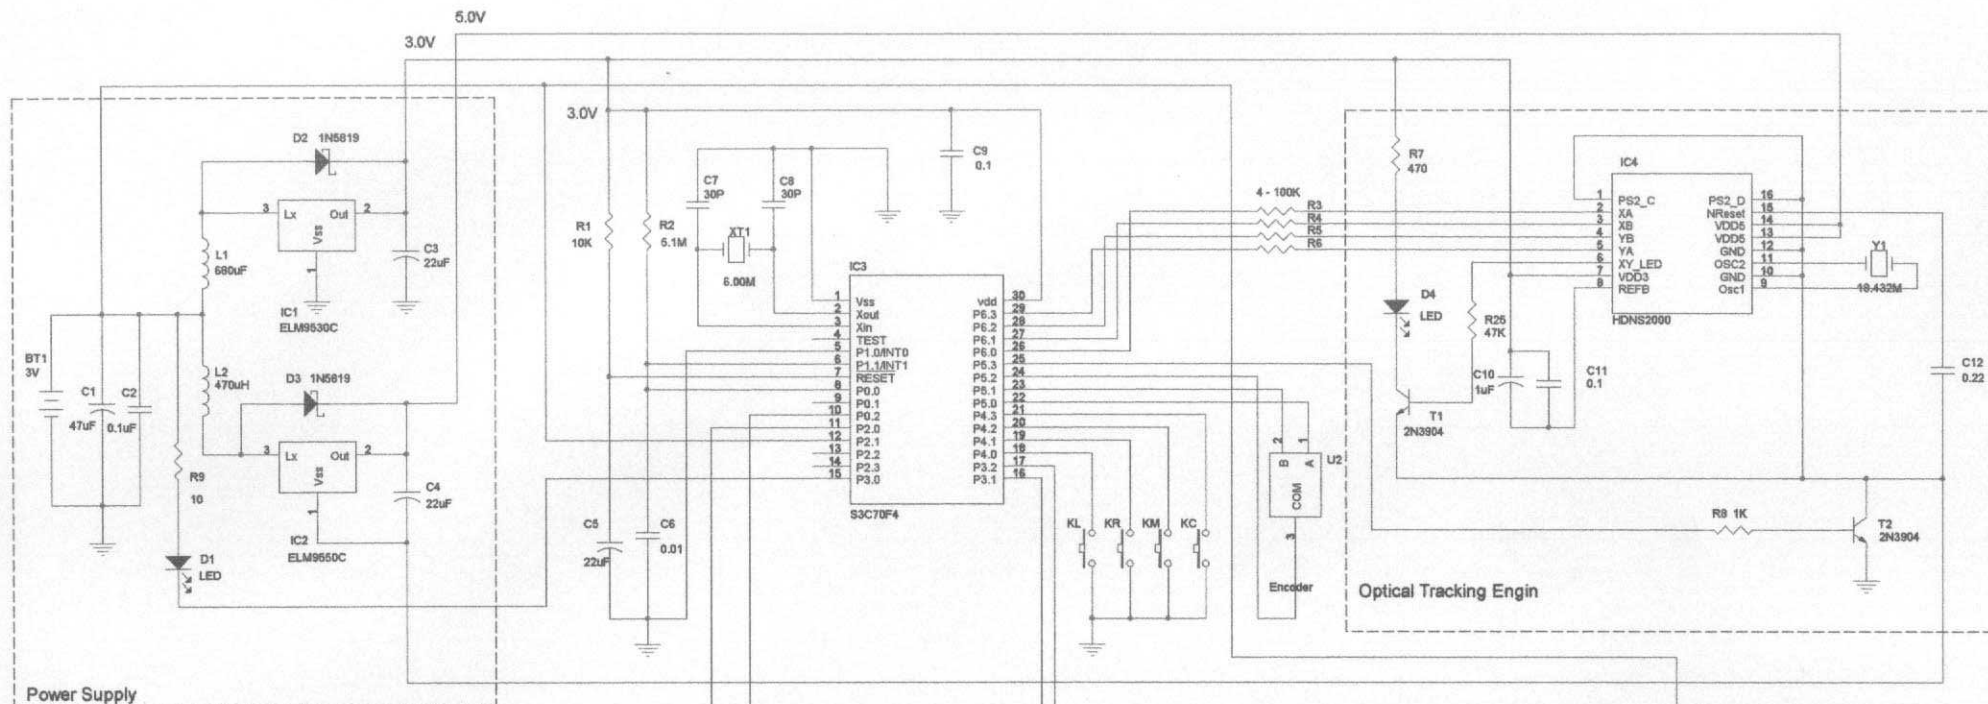 5.0V
3.0V
3.0V
D2 1N5819
3 Lx Out 2
Vss
1
L1
680uF
C3
22uF
IC1
ELM9530C
BT1
3V
C1
47uF
C2
0.1uF
L2
470uH
D3 1N5819
3 Lx Out 2
Vss
1
R9
10
C4
22uF
IC2
ELM9550C
D1
LED
Power Supply
R1
10K
R2
5.1M
C7
30P
C8
30P
XT1
6.00M
C9
0.1
C5
22uF
C6
0.01
IC3
1 Vss
2 Xout
3 Xin
4 TEST
5 P1.0/INT0
6 P1.1/INT1
7 RESET
8 P0.0
9 P0.1
10 P0.2
11 P2.0
12 P2.1
13 P2.2
14 P2.3
15 P3.0
vdd 30
P6.3 29
P6.2 28
P6.1 27
P6.0 26
P5.3 25
P5.2 24
P5.1 23
P5.0 22
P4.3 21
P4.2 20
P4.1 19
P4.0 18
P3.2 17
P3.1 16
S3C70F4
4 - 100K
R3
R4
R5
R6
KL
KR
KM
KC
2 1
B A
U2
COM
3
Encoder
R7
470
D4
LED
R25
47K
T1
2N3904
C10
1uF
C11
0.1
IC4
1 PS2_C
2 XA
3 XB
4 YB
5 YA
6 XY_LED
7 VDD3
8 REFB
PS2_D 16
NReset 15
VDD5 14
VDD5 13
GND 12
OSC2 11
GND 10
Osc1 9
HDNS2000
Y1
18.432M
C12
0.22
R8 1K
T2
2N3904
Optical Tracking Engin